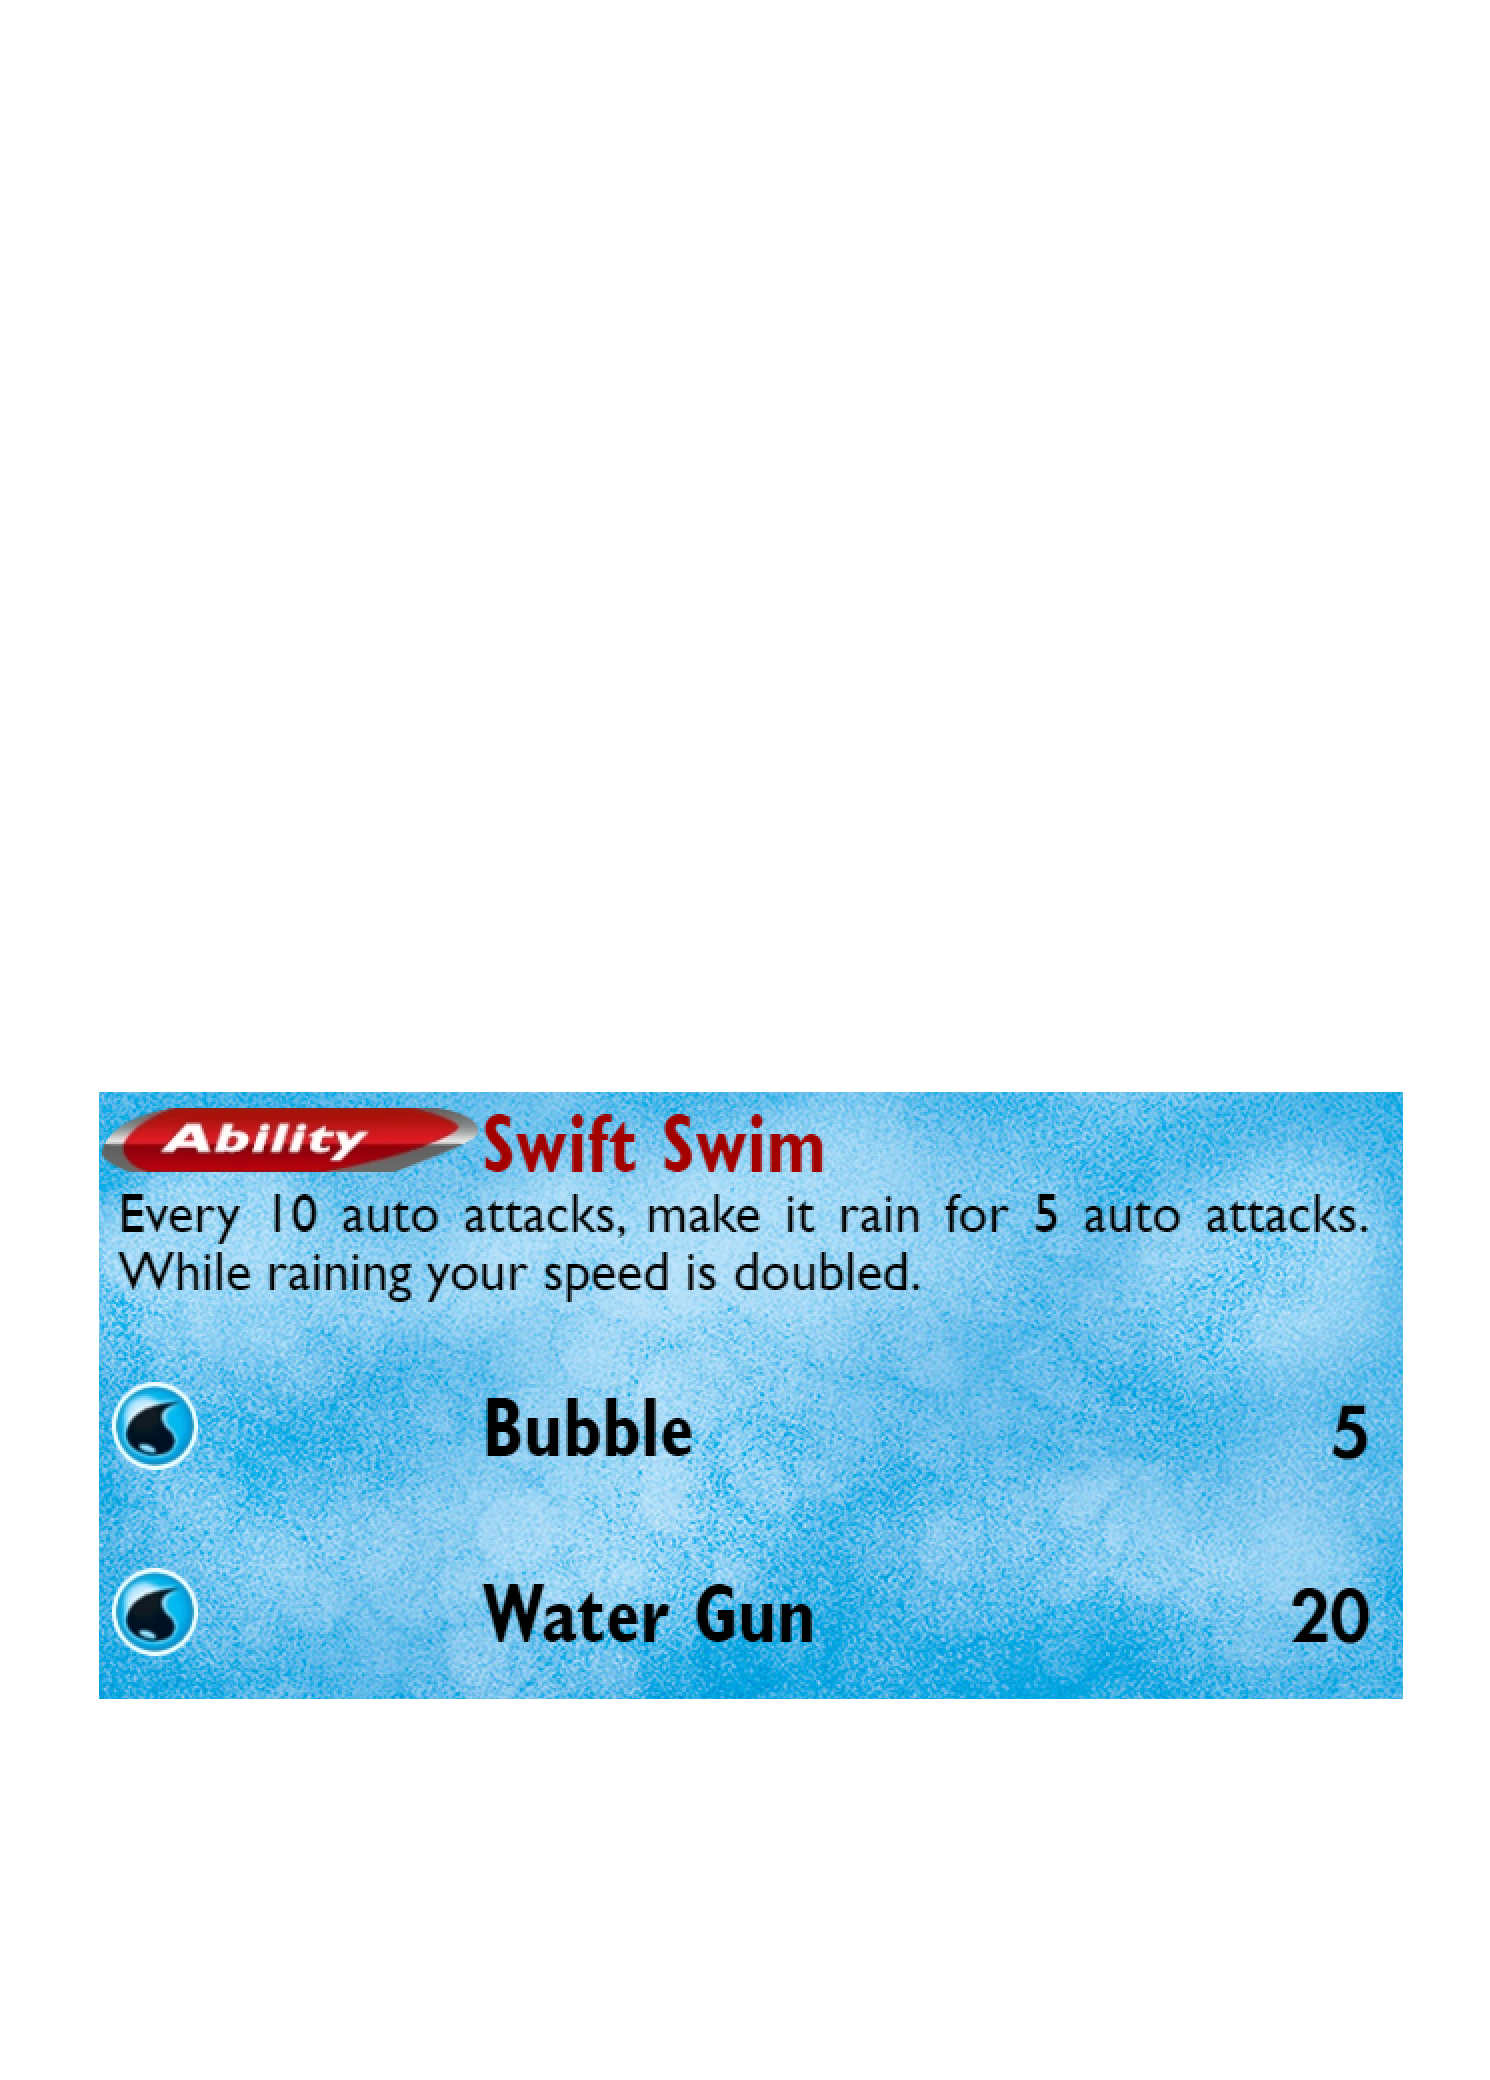 Ability Swift Swim
Every 10 auto attacks, make it rain for 5 auto attacks.
While raining your speed is doubled.
Bubble 5
Water Gun 20